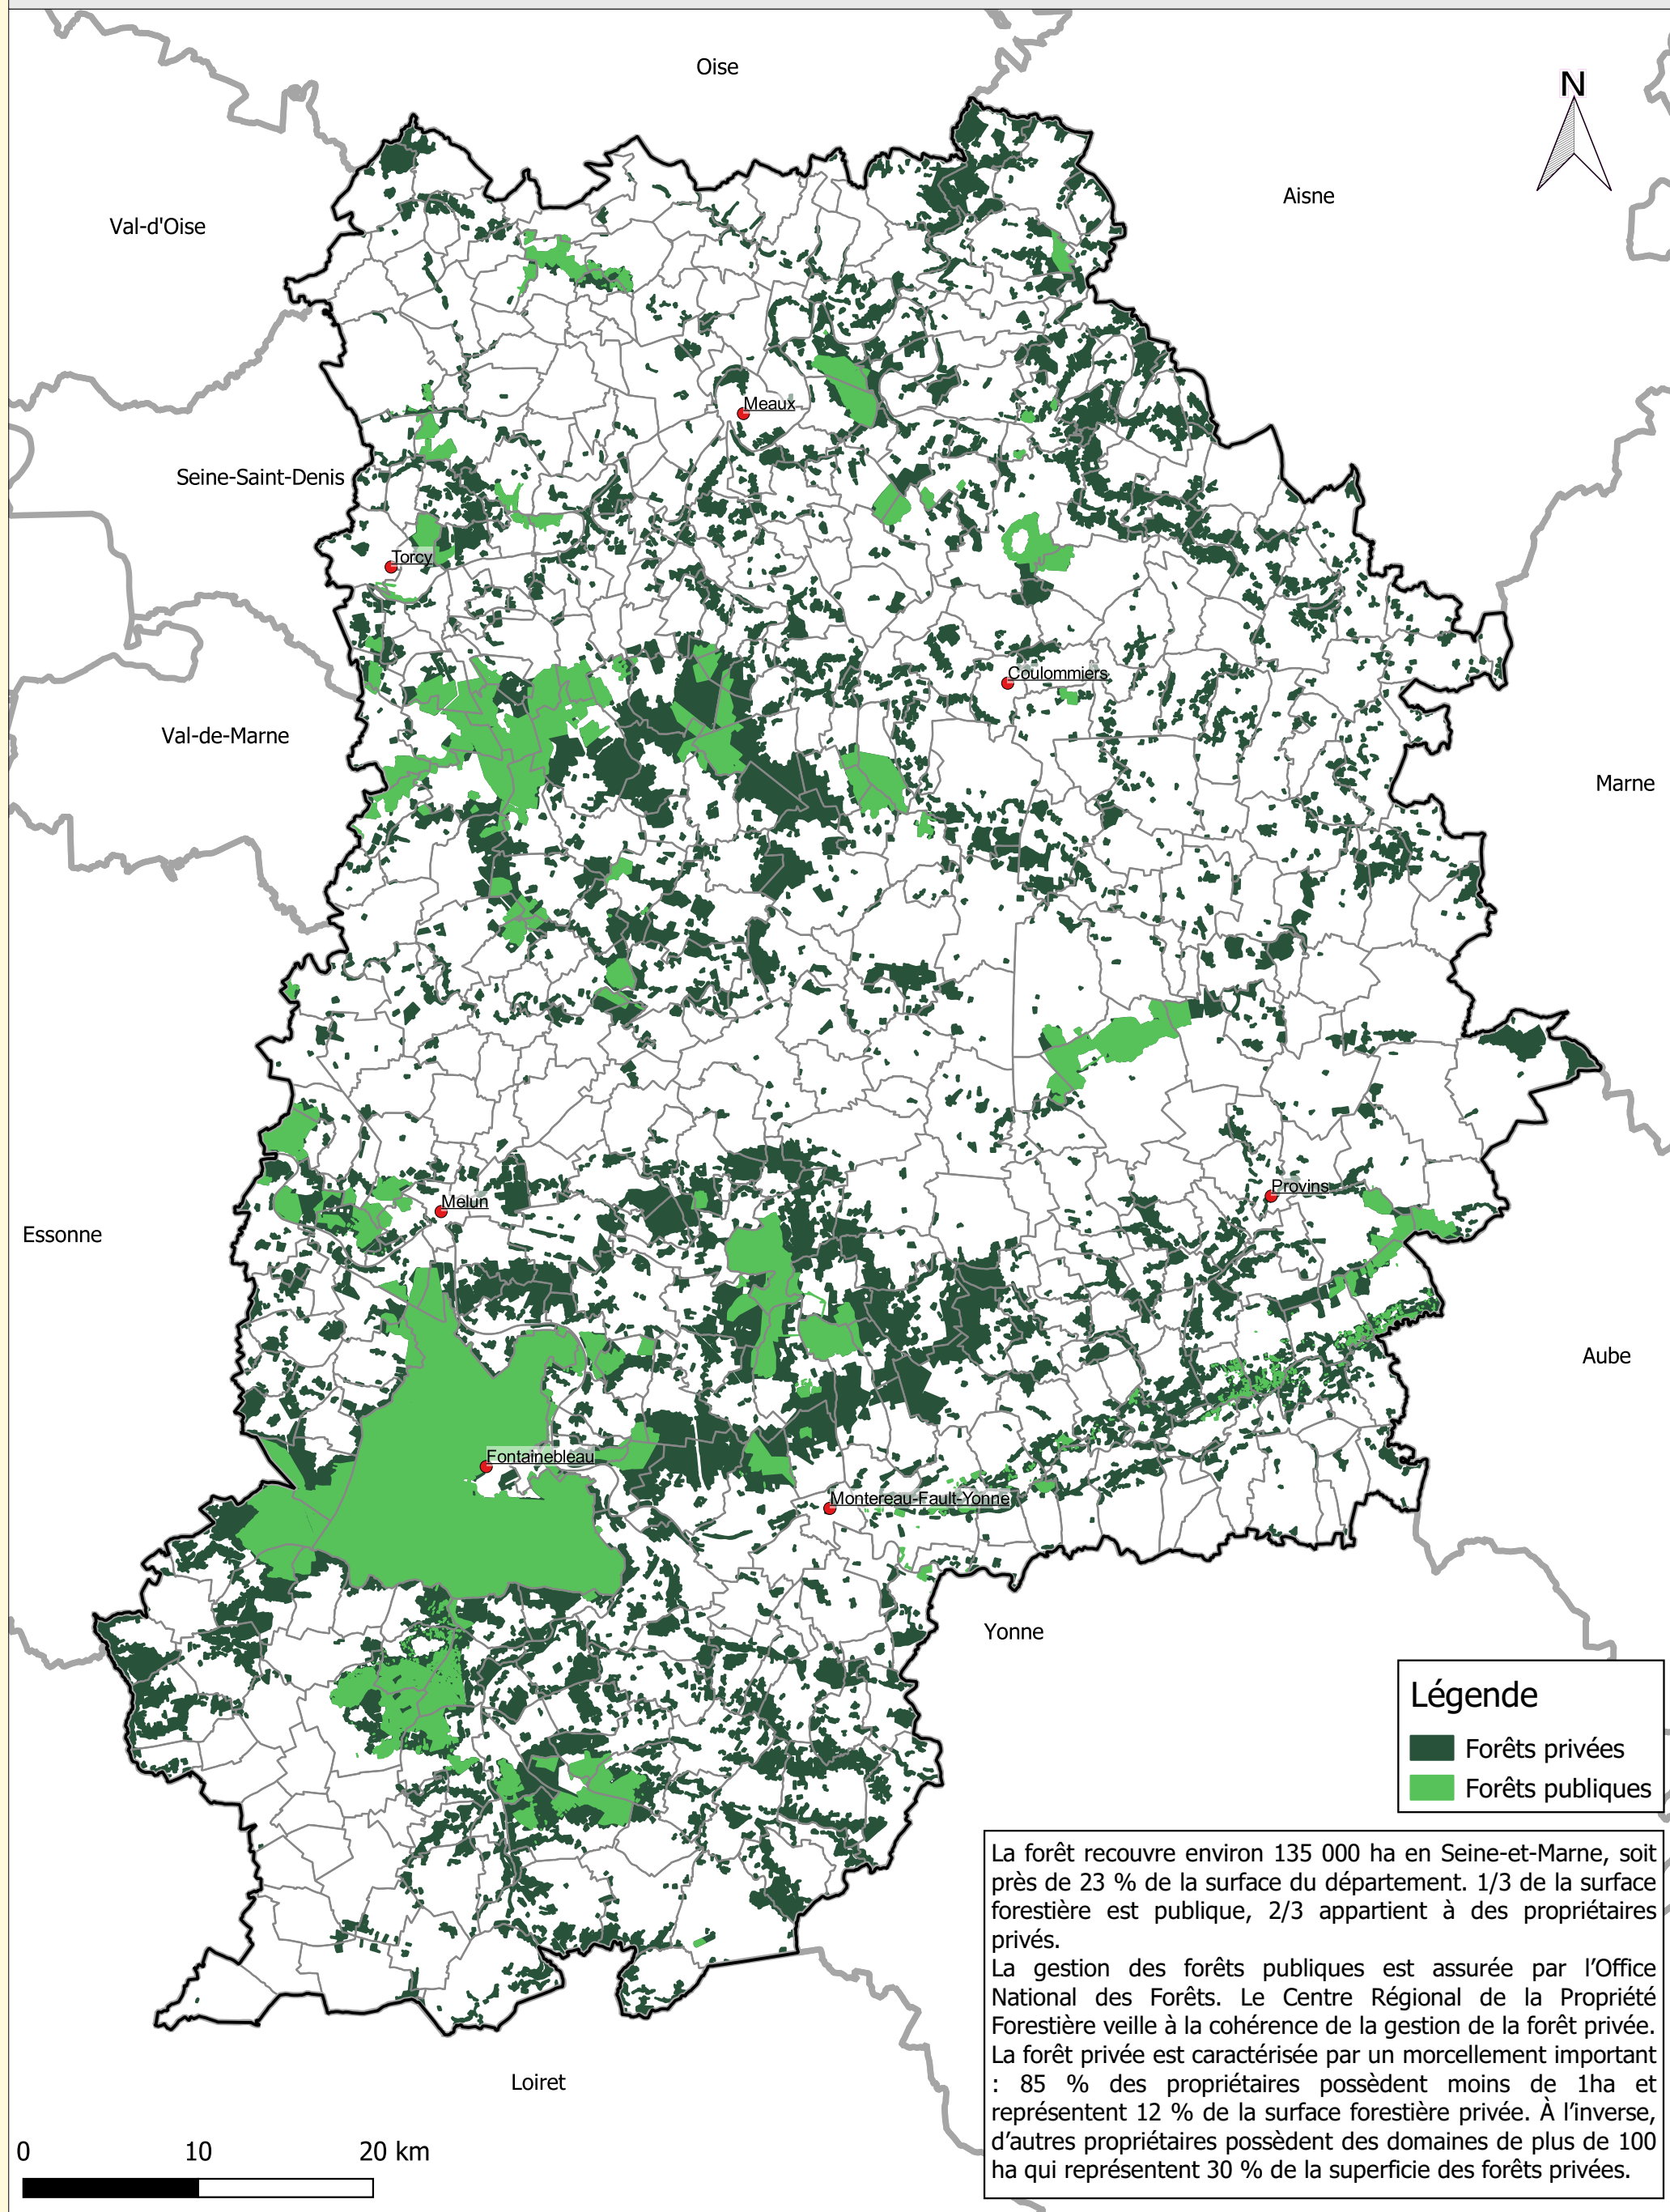 Oise
N
Aisne
Val-d'Oise
Meaux
Seine-Saint-Denis
Torcy
Coulommiers
Val-de-Marne
Marne
Provins
Melun
Essonne
Aube
Fontainebleau
Montereau-Fault-Yonne
Yonne
Légende
Forêts privées
Forêts publiques
La forêt recouvre environ 135 000 ha en Seine-et-Marne, soit
près de 23 % de la surface du département. 1/3 de la surface
forestière est publique, 2/3 appartient à des propriétaires
privés.
La gestion des forêts publiques est assurée par l’Office
National des Forêts. Le Centre Régional de la Propriété
Forestière veille à la cohérence de la gestion de la forêt privée.
La forêt privée est caractérisée par un morcellement important
: 85 % des propriétaires possèdent moins de 1ha et
représentent 12 % de la surface forestière privée. À l’inverse,
d’autres propriétaires possèdent des domaines de plus de 100
ha qui représentent 30 % de la superficie des forêts privées.
Loiret
0 10 20 km